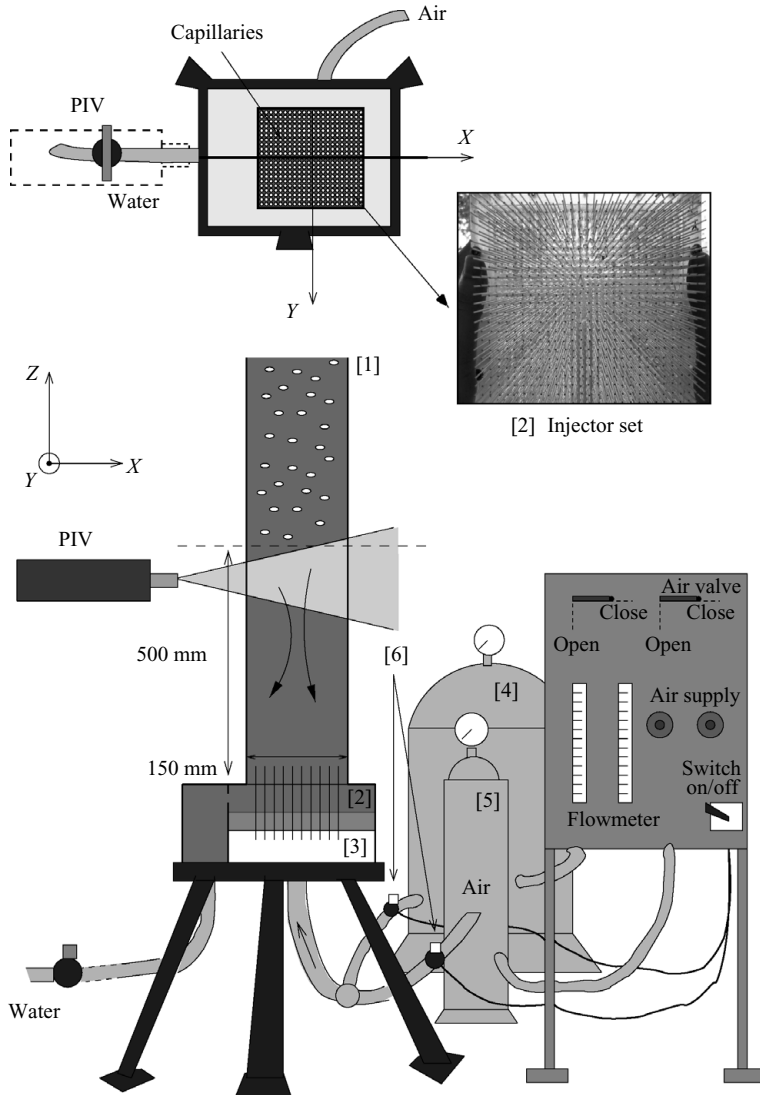 Air
Capillaries
PIV
X
Water
Y
[2] Injector set
[1]
Z
Y
X
PIV
Air valve
Close
Close
Open
Open
500 mm
[6]
[4]
Air supply
150 mm
[5]
Switch
on/off
[2]
Flowmeter
[3]
Air
Water